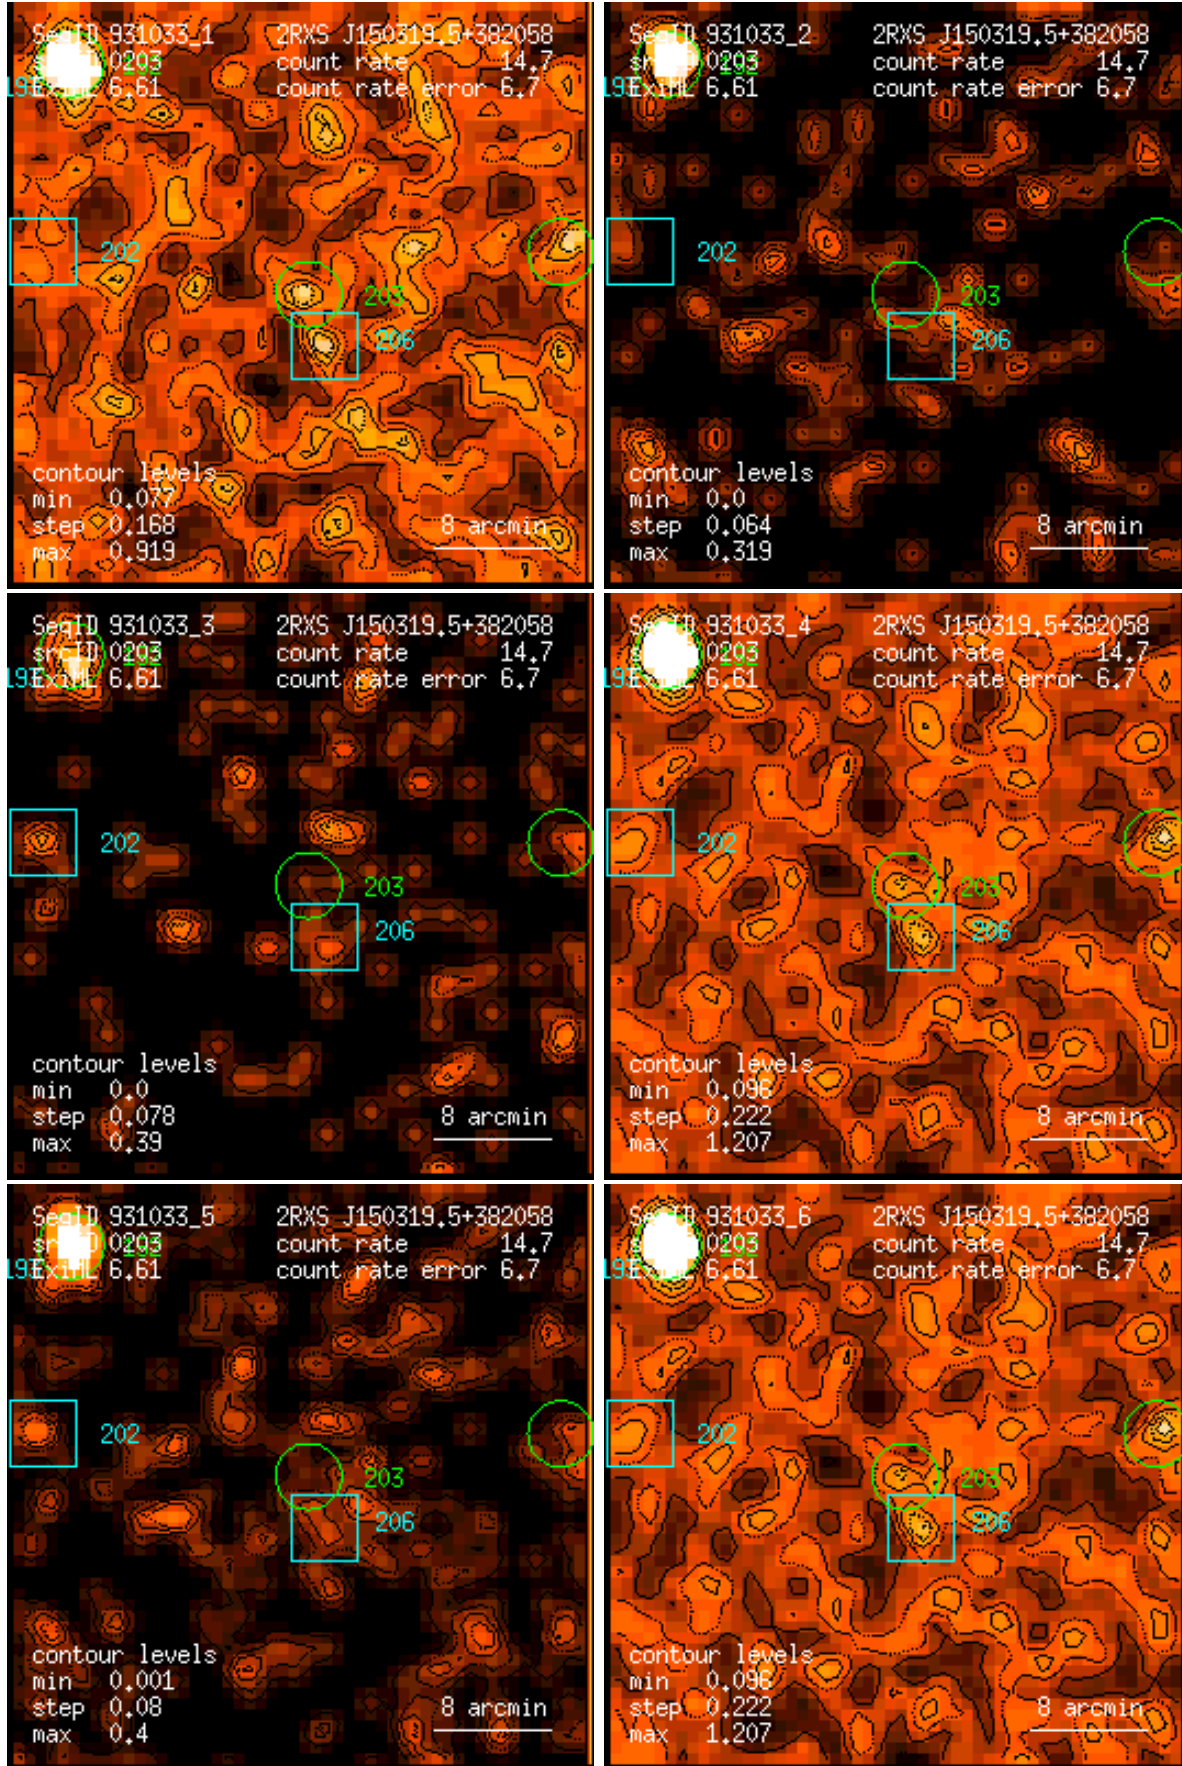 SeqID 931033_1 2RXS J150319.5+382058
srcID 0203 count rate 14.7
ExiML 6.61 count rate error 6.7
202
203
206
contour levels
min 0.077
step 0.168 8 arcmin
max 0.919
SeqID 931033_2 2RXS J150319.5+382058
srcID 0203 count rate 14.7
ExiML 6.61 count rate error 6.7
202
203
206
contour levels
min 0.0
step 0.064 8 arcmin
max 0.319
SeqID 931033_3 2RXS J150319.5+382058
srcID 0203 count rate 14.7
ExiML 6.61 count rate error 6.7
202
203
206
contour levels
min 0.0
step 0.078 8 arcmin
max 0.39
SeqID 931033_4 2RXS J150319.5+382058
srcID 0203 count rate 14.7
ExiML 6.61 count rate error 6.7
202
203
206
contour levels
min 0.096
step 0.222 8 arcmin
max 1.207
SeqID 931033_5 2RXS J150319.5+382058
srcID 0203 count rate 14.7
ExiML 6.61 count rate error 6.7
202
203
206
contour levels
min 0.001
step 0.08 8 arcmin
max 0.4
SeqID 931033_6 2RXS J150319.5+382058
srcID 0203 count rate 14.7
ExiML 6.61 count rate error 6.7
202
203
206
contour levels
min 0.096
step 0.222 8 arcmin
max 1.207